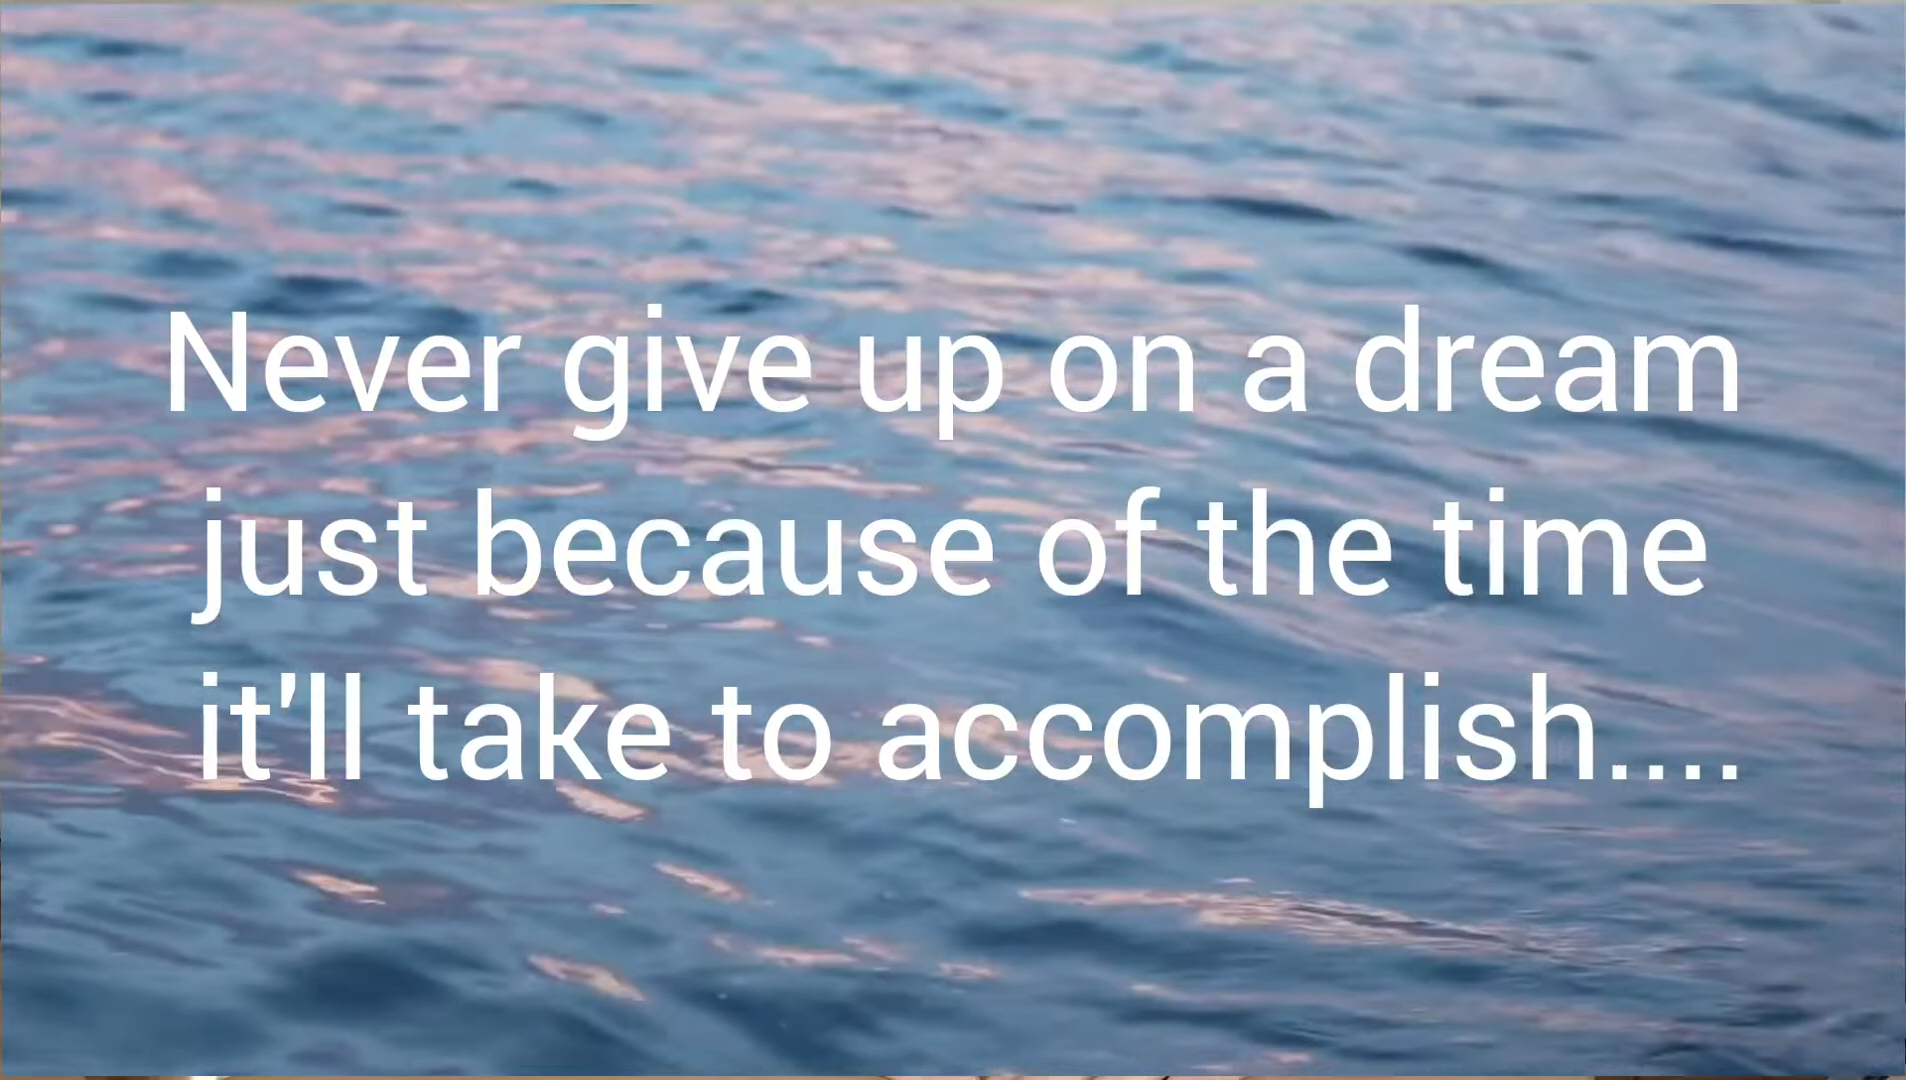 Never give up on a dream
just because of the time
it'll take to accomplish....